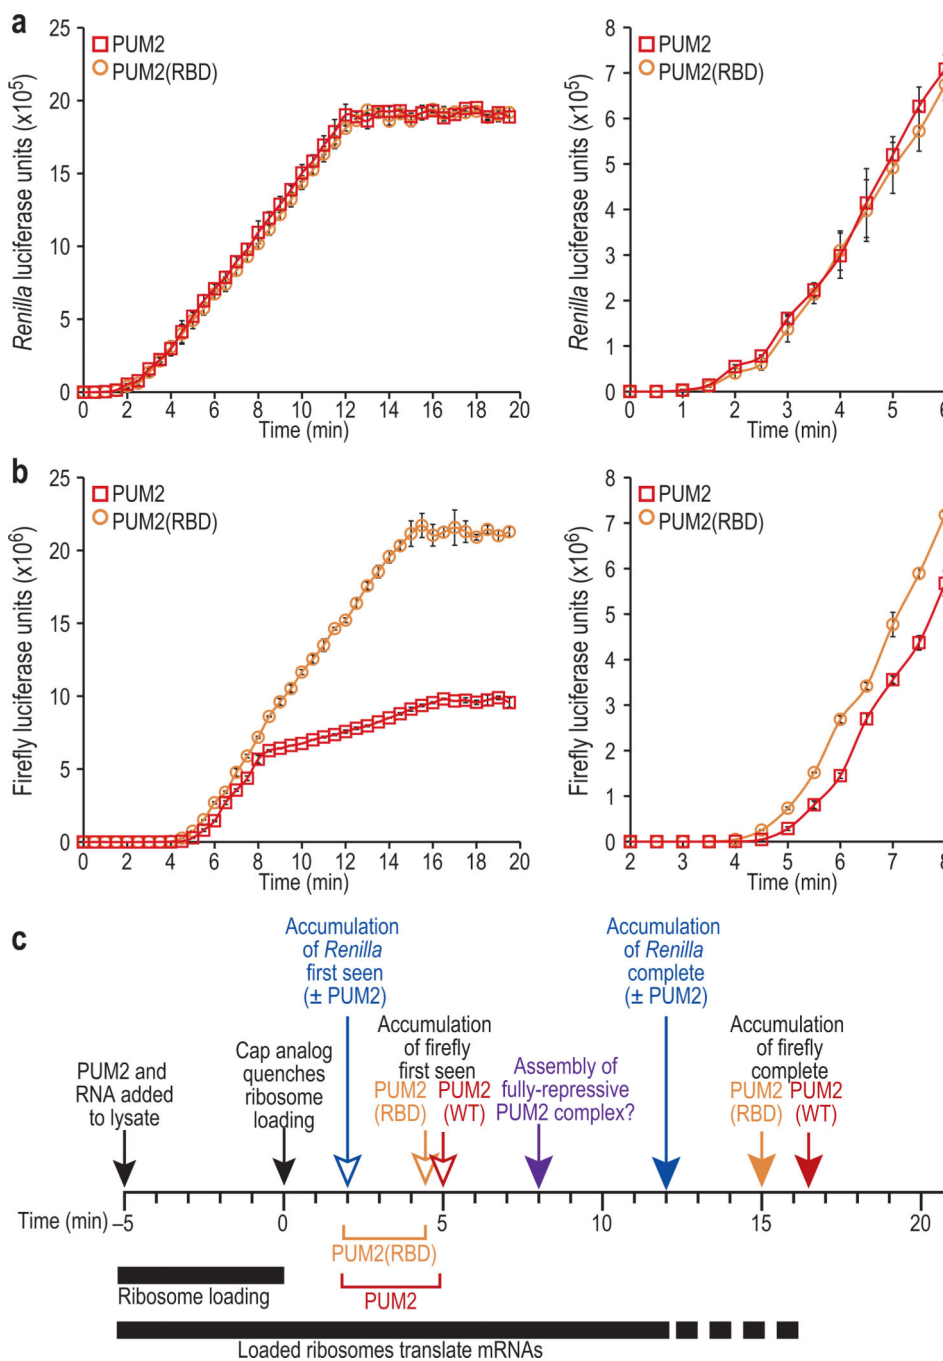 a
PUM2
PUM2(RBD)
Renilla luciferase units (x10⁵)
25
20
15
10
5
0
0 2 4 6 8 10 12 14 16 18 20
Time (min)
PUM2
PUM2(RBD)
Renilla luciferase units (x10⁵)
8
7
6
5
4
3
2
1
0
0 1 2 3 4 5 6
Time (min)
b
PUM2
PUM2(RBD)
Firefly luciferase units (x10⁶)
25
20
15
10
5
0
0 2 4 6 8 10 12 14 16 18 20
Time (min)
PUM2
PUM2(RBD)
Firefly luciferase units (x10⁶)
8
7
6
5
4
3
2
1
0
2 3 4 5 6 7 8
Time (min)
c
PUM2 and
RNA added
to lysate
Cap analog
quenches
ribosome
loading
Accumulation
of Renilla
first seen
(± PUM2)
Accumulation
of firefly
first seen
PUM2
(RBD)
PUM2
(WT)
Assembly of
fully-repressive
PUM2 complex?
Accumulation
of Renilla
complete
(± PUM2)
Accumulation
of firefly
complete
PUM2
(RBD)
PUM2
(WT)
Time (min) –5 0 5 10 15 20
PUM2(RBD)
PUM2
Ribosome loading
Loaded ribosomes translate mRNAs